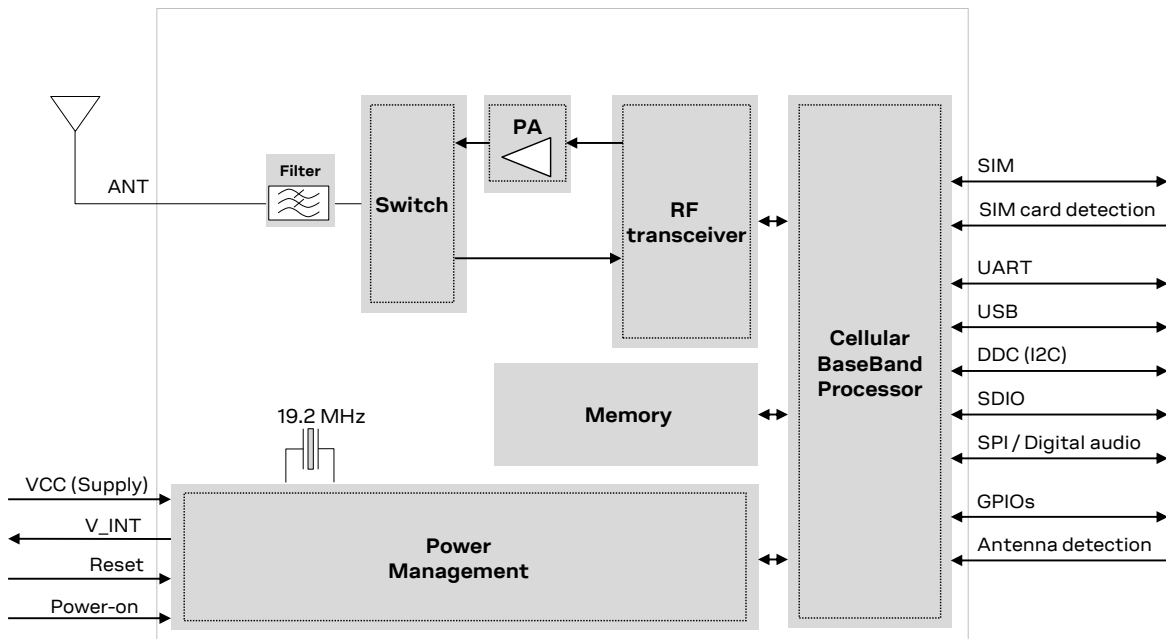 PA
Filter
ANT
Switch
RF
transceiver
SIM
SIM card detection
UART
USB
DDC (I2C)
SDIO
SPI / Digital audio
GPIOs
Antenna detection
Cellular
BaseBand
Processor
Memory
19.2 MHz
VCC (Supply)
V_INT
Reset
Power-on
Power
Management